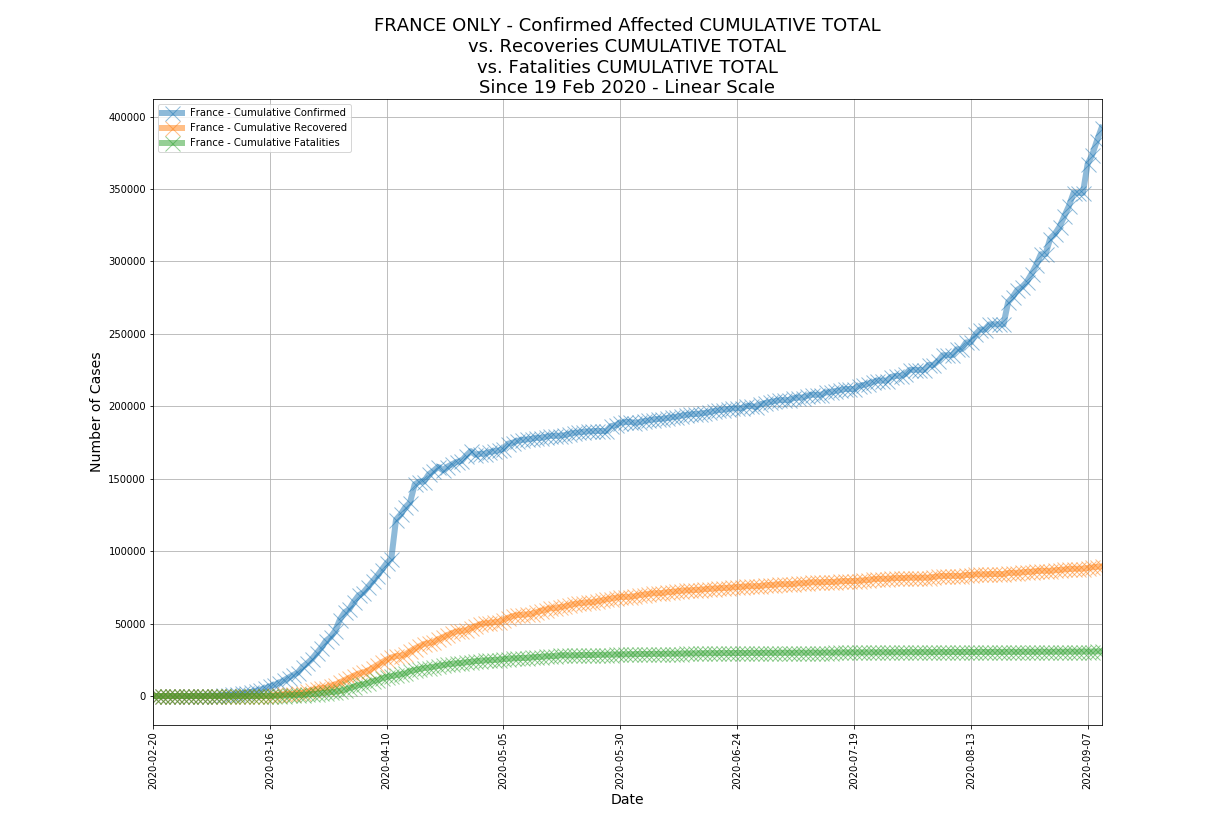 FRANCE ONLY - Confirmed Affected CUMULATIVE TOTAL
vs. Recoveries CUMULATIVE TOTAL
vs. Fatalities CUMULATIVE TOTAL
Since 19 Feb 2020 - Linear Scale
France - Cumulative Confirmed
France - Cumulative Recovered
France - Cumulative Fatalities
Number of Cases
400000
350000
300000
250000
200000
150000
100000
50000
0
2020-02-20
2020-03-16
2020-04-10
2020-05-05
2020-05-30
2020-06-24
2020-07-19
2020-08-13
2020-09-07
Date